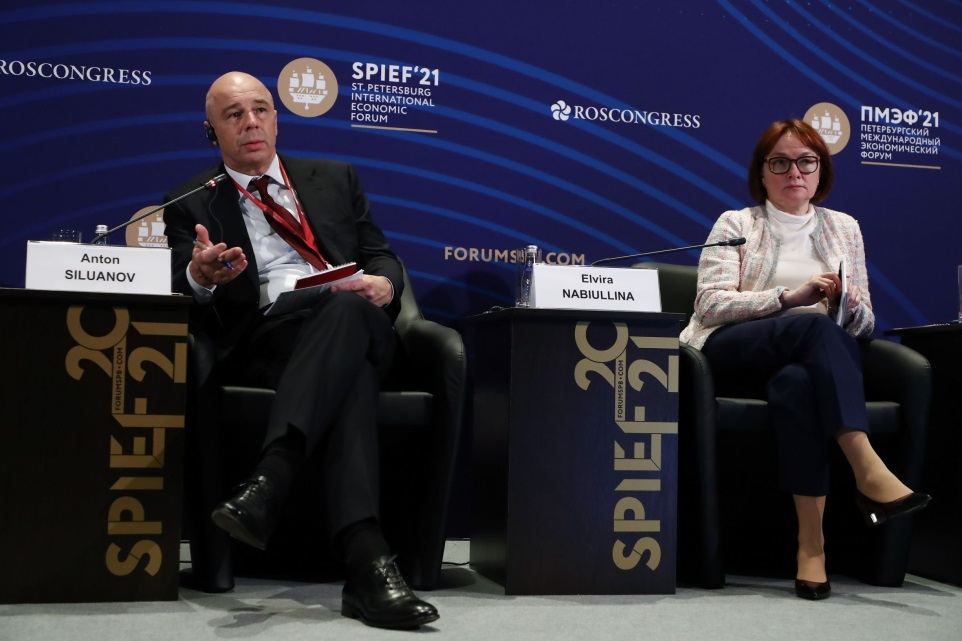 ROSCONGRESS
SPIEF'21
ST. PETERSBURG
INTERNATIONAL
ECONOMIC
FORUM
ROSCONGRESS
ПМЭФ'21
ПЕТЕРБУРГСКИЙ
МЕЖДУНАРОДНЫЙ
ЭКОНОМИЧЕСКИЙ
ФОРУМ
FORUMSPB.COM
Anton
SILUANOV
Elvira
NABIULLINA
SPIEF 2021
FORUMSPB.COM
SPIEF 2021
FORUMSPB.COM